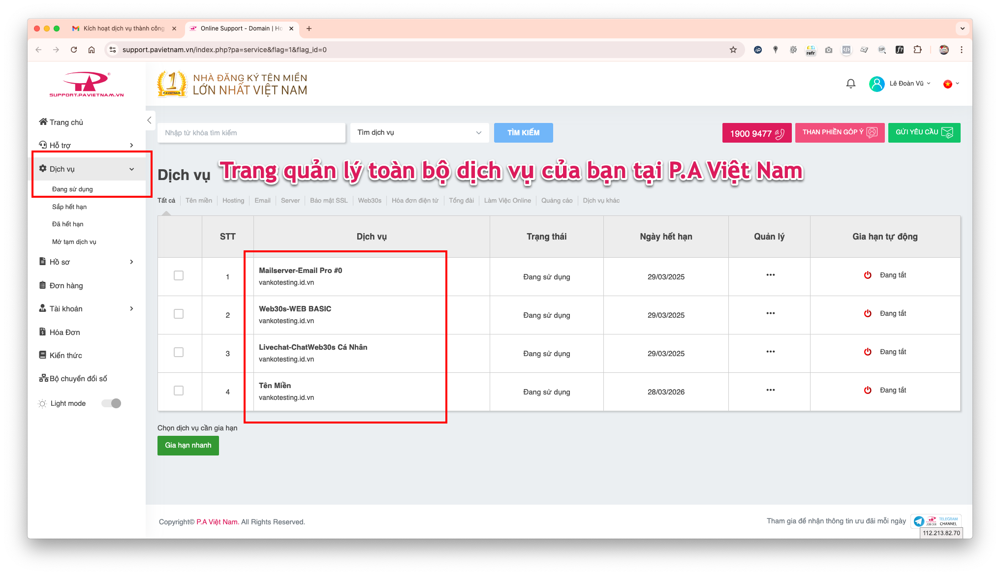 Kích hoạt dịch vụ thành công
Online Support - Domain | Ho
support.pavietnam.vn/index.php?pa=service&flag=1&flag_id=0
refr
SUPPORT.PAVIETNAM.VN
1
P.A VIETNAM
NHÀ ĐĂNG KÝ TÊN MIỀN
LỚN NHẤT VIỆT NAM
Lê Đoàn Vũ
Trang chủ
Hỗ trợ
Dịch vụ
Đang sử dụng
Sắp hết hạn
Đã hết hạn
Mở tạm dịch vụ
Hồ sơ
Đơn hàng
Tài khoản
Hóa Đơn
Kiến thức
Bộ chuyển đổi số
Light mode
Nhập từ khóa tìm kiếm
Tìm dịch vụ
TÌM KIẾM
1900 9477
THAN PHIỀN GÓP Ý
GỬI YÊU CẦU
Dịch vụ
Trang quản lý toàn bộ dịch vụ của bạn tại P.A Việt Nam
Tất cả Tên miền Hosting Email Server Bảo mật SSL Web30s Hóa đơn điện tử Tổng đài Làm Việc Online Quảng cáo Dịch vụ khác
STT Dịch vụ Trạng thái Ngày hết hạn Quản lý Gia hạn tự động
1 Mailserver-Email Pro #0 Đang sử dụng 29/03/2025 ••• Đang tắt
vankotesting.id.vn
2 Web30s-WEB BASIC Đang sử dụng 29/03/2025 ••• Đang tắt
vankotesting.id.vn
3 Livechat-ChatWeb30s Cá Nhân Đang sử dụng 29/03/2025 ••• Đang tắt
vankotesting.id.vn
4 Tên Miền Đang sử dụng 28/03/2026 ••• Đang tắt
vankotesting.id.vn
Chọn dịch vụ cần gia hạn
Gia hạn nhanh
Copyright© P.A Việt Nam. All Rights Reserved.
Tham gia để nhận thông tin ưu đãi mỗi ngày
JOIN OUR
TELEGRAM
CHANNEL
112.213.82.70